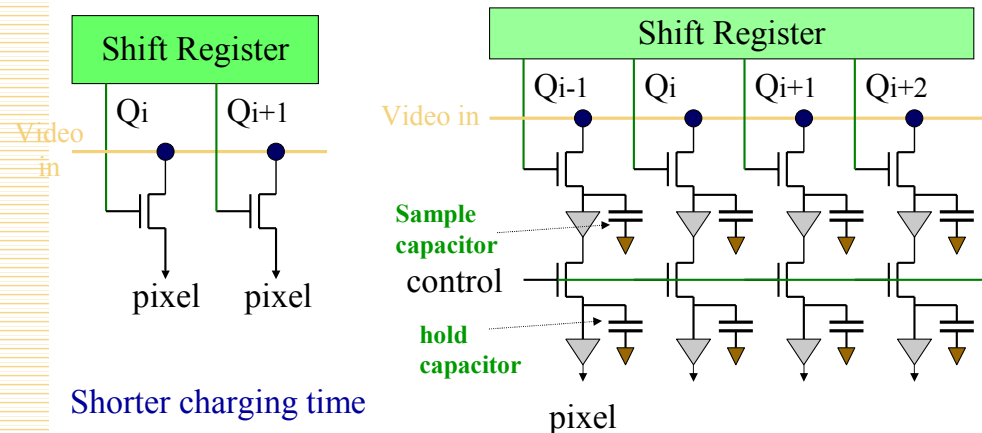 Shift Register
Qi
Qi+1
Video
in
pixel
pixel
Shorter charging time
Shift Register
Qi-1
Qi
Qi+1
Qi+2
Video in
Sample
capacitor
control
hold
capacitor
pixel